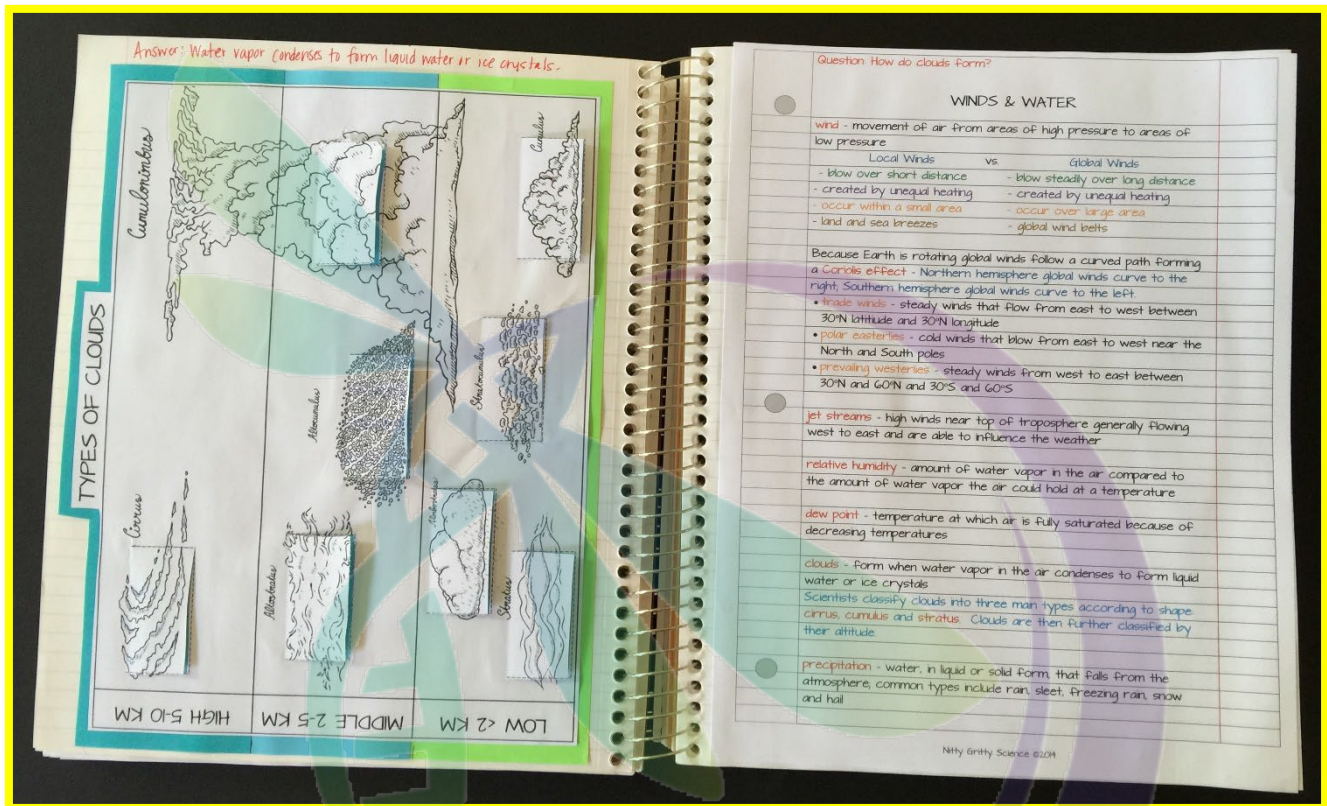 Answer: Water vapor condenses to form liquid water or ice crystals.
TYPES OF CLOUDS
Cirrus
Cumulonimbus
HIGH 5-10 KM
Altostratus
Altocumulus
MIDDLE 2-5 KM
Nimbostratus
Stratocumulus
Stratus
Cumulus
LOW <2 KM
Question: How do clouds form?
WINDS & WATER
wind - movement of air from areas of high pressure to areas of
low pressure
Local Winds vs. Global Winds
- blow over short distance - blow steadily over long distance
- created by unequal heating - created by unequal heating
- occur within a small area - occur over large area
- land and sea breezes - global wind belts
Because Earth is rotating global winds follow a curved path forming
a Coriolis effect - Northern hemisphere global winds curve to the
right; Southern hemisphere global winds curve to the left.
• trade winds - steady winds that flow from east to west between
30°N latitude and 30°N longitude
• polar easterlies - cold winds that blow from east to west near the
North and South poles
• prevailing westerlies - steady winds from west to east between
30°N and 60°N and 30°S and 60°S
jet streams - high winds near top of troposphere generally flowing
west to east and are able to influence the weather
relative humidity - amount of water vapor in the air compared to
the amount of water vapor the air could hold at a temperature
dew point - temperature at which air is fully saturated because of
decreasing temperatures
clouds - form when water vapor in the air condenses to form liquid
water or ice crystals
Scientists classify clouds into three main types according to shape:
cirrus, cumulus and stratus. Clouds are then further classified by
their altitude.
precipitation - water, in liquid or solid form, that falls from the
atmosphere; common types include rain, sleet, freezing rain, snow
and hail
Nitty Gritty Science ©2014